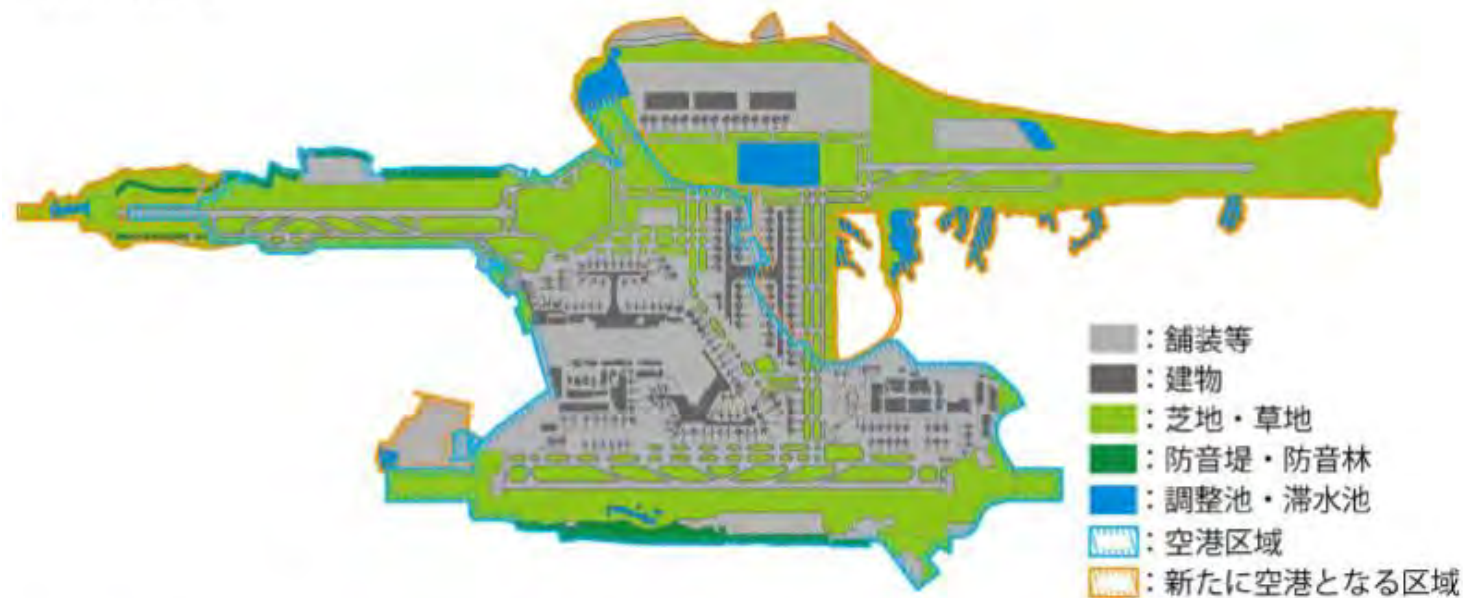 ：舗装等
：建物
：芝地・草地
：防音堤・防音林
：調整池・滞水池
：空港区域
：新たに空港となる区域